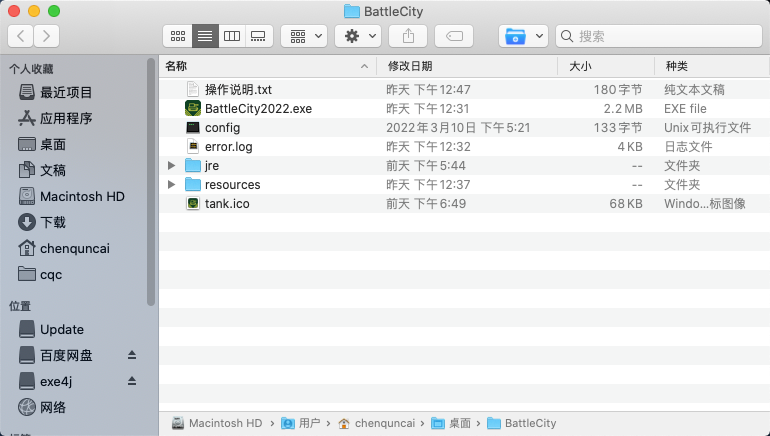 BattleCity
搜索
个人收藏
最近项目
应用程序
桌面
文稿
Macintosh HD
下载
chenquncai
cqc
位置
Update
百度网盘
exe4j
网络
名称 修改日期 大小 种类
操作说明.txt 昨天 下午12:47 180 字节 纯文本文稿
BattleCity2022.exe 昨天 下午12:31 2.2 MB EXE file
config 2022年3月10日 下午5:21 133 字节 Unix可执行文件
error.log 昨天 下午12:32 4 KB 日志文件
jre 前天 下午5:44 -- 文件夹
resources 昨天 下午12:37 -- 文件夹
tank.ico 前天 下午6:49 68 KB Windo...标图像
Macintosh HD › 用户 › chenquncai › 桌面 › BattleCity